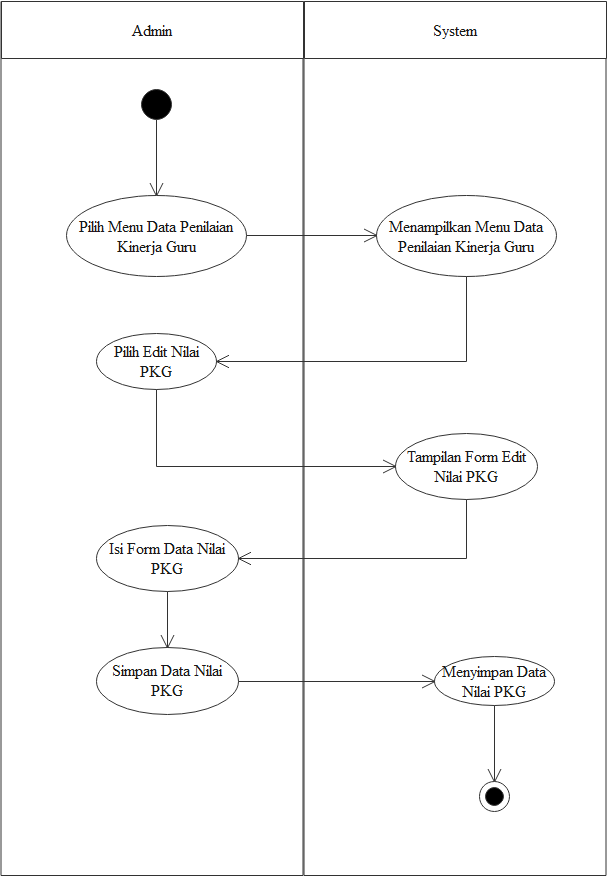 Admin
System
Pilih Menu Data Penilaian
Kinerja Guru
Menampilkan Menu Data
Penilaian Kinerja Guru
Pilih Edit Nilai
PKG
Tampilan Form Edit
Nilai PKG
Isi Form Data Nilai
PKG
Simpan Data Nilai
PKG
Menyimpan Data
Nilai PKG